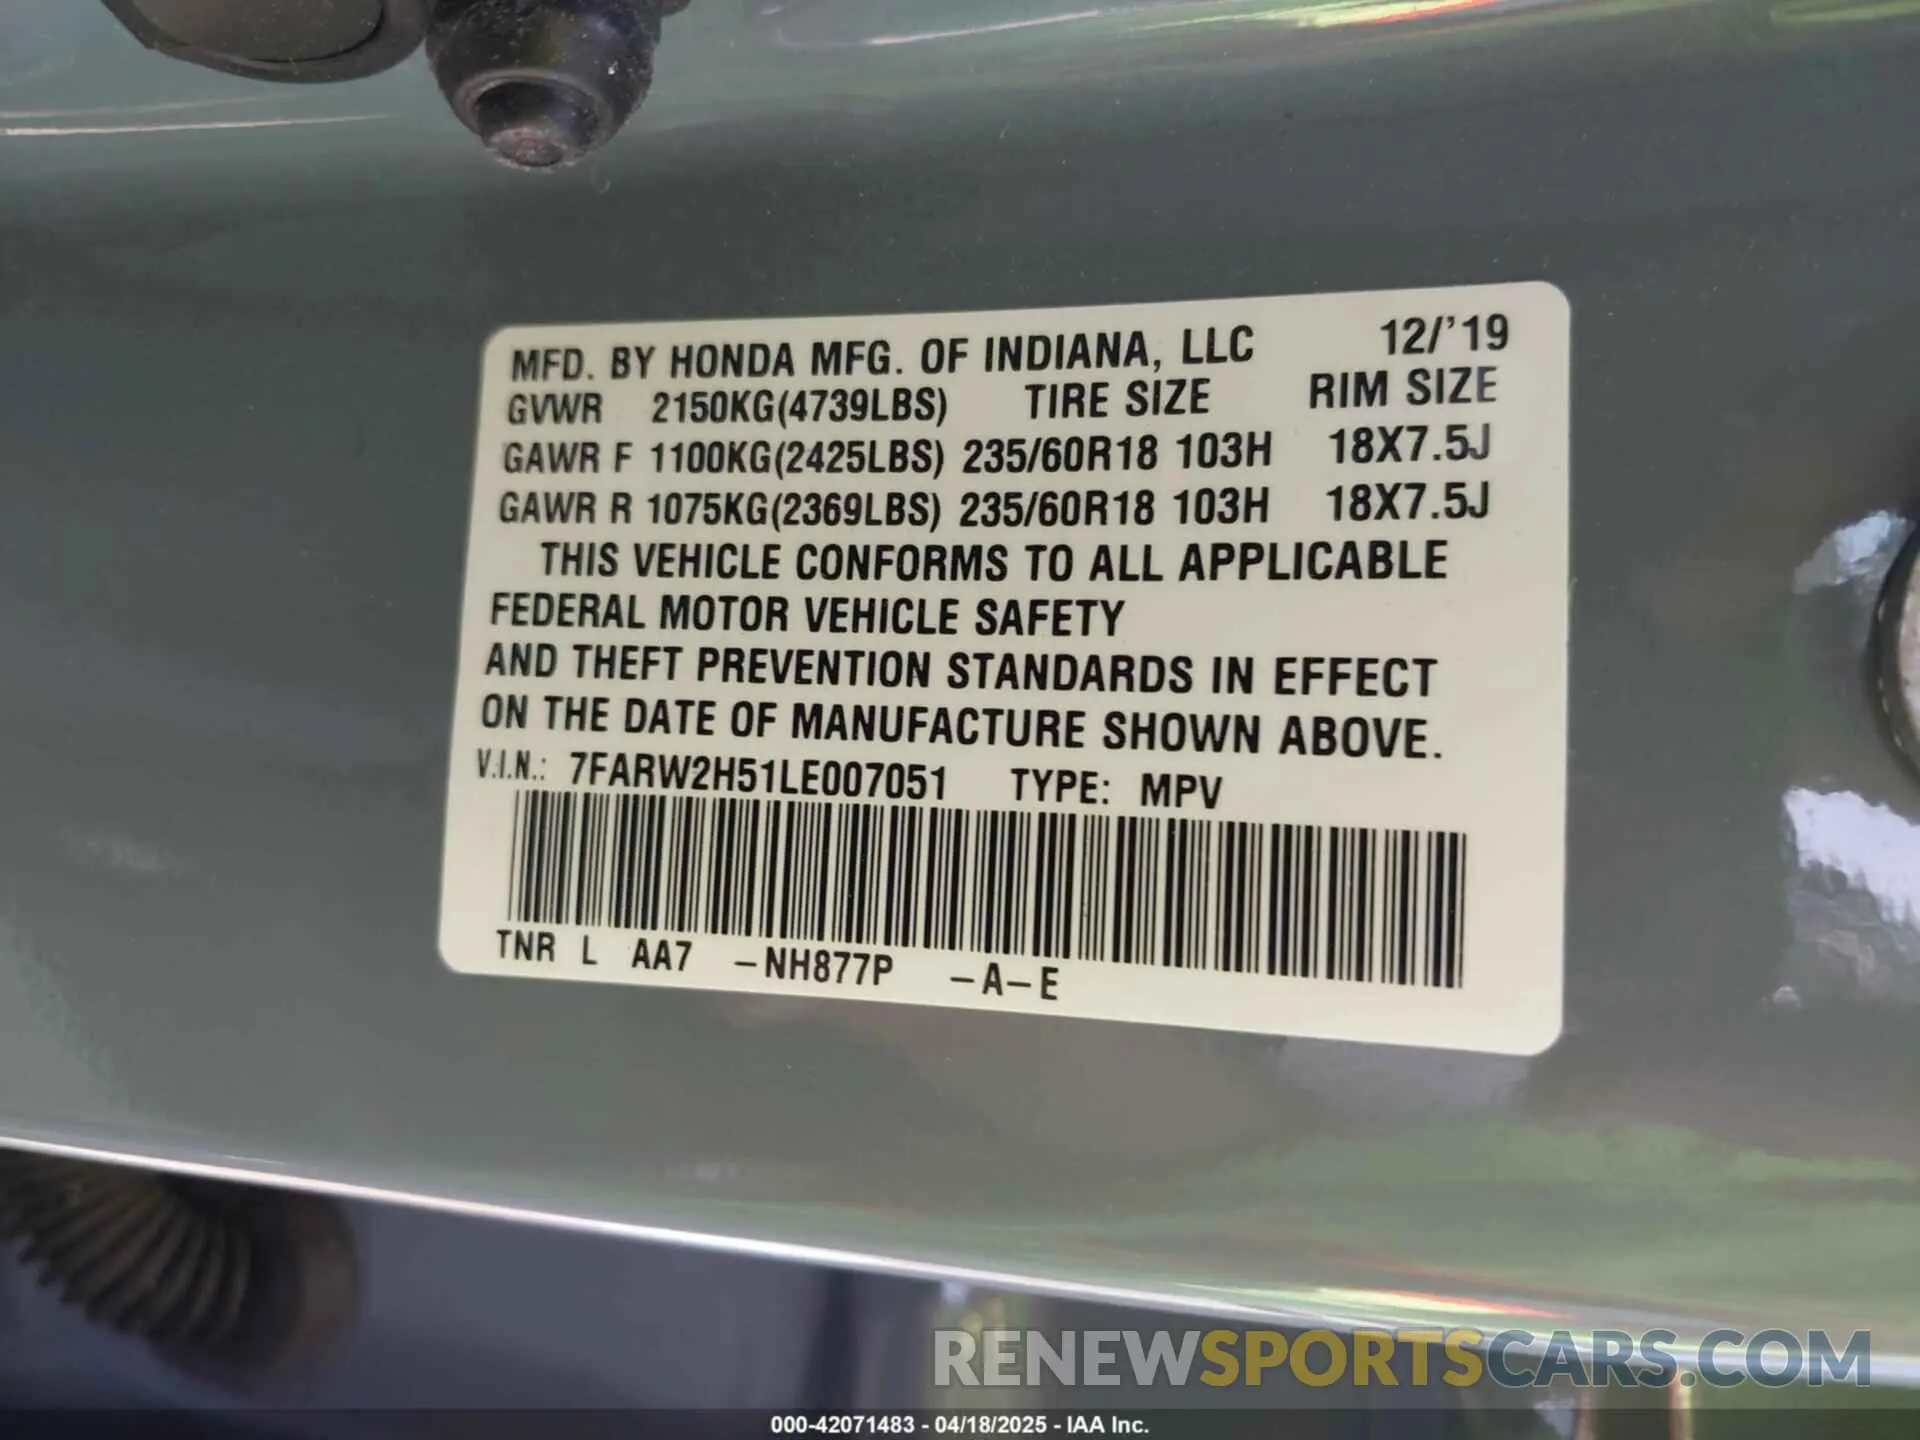 MFD. BY HONDA MFG. OF INDIANA, LLC 12/'19
GVWR 2150KG(4739LBS) TIRE SIZE RIM SIZE
GAWR F 1100KG(2425LBS) 235/60R18 103H 18X7.5J
GAWR R 1075KG(2369LBS) 235/60R18 103H 18X7.5J
THIS VEHICLE CONFORMS TO ALL APPLICABLE
FEDERAL MOTOR VEHICLE SAFETY
AND THEFT PREVENTION STANDARDS IN EFFECT
ON THE DATE OF MANUFACTURE SHOWN ABOVE.
V.I.N.: 7FARW2H51LE007051 TYPE: MPV
TNR L AA7 -NH877P -A-E
RENEWSPORTSCARS.COM
000-42071483 - 04/18/2025 - IAA Inc.